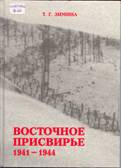 Т. Г. ЗИМИНА
ВОСТОЧНОЕ
ПРИСВИРЬЕ
1941 – 1944